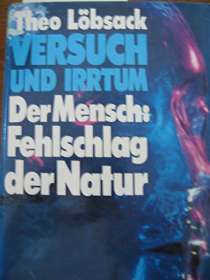 Theo Löbsack
VERSUCH
UND IRRTUM
Der Mensch:
Fehlschlag
der Natur